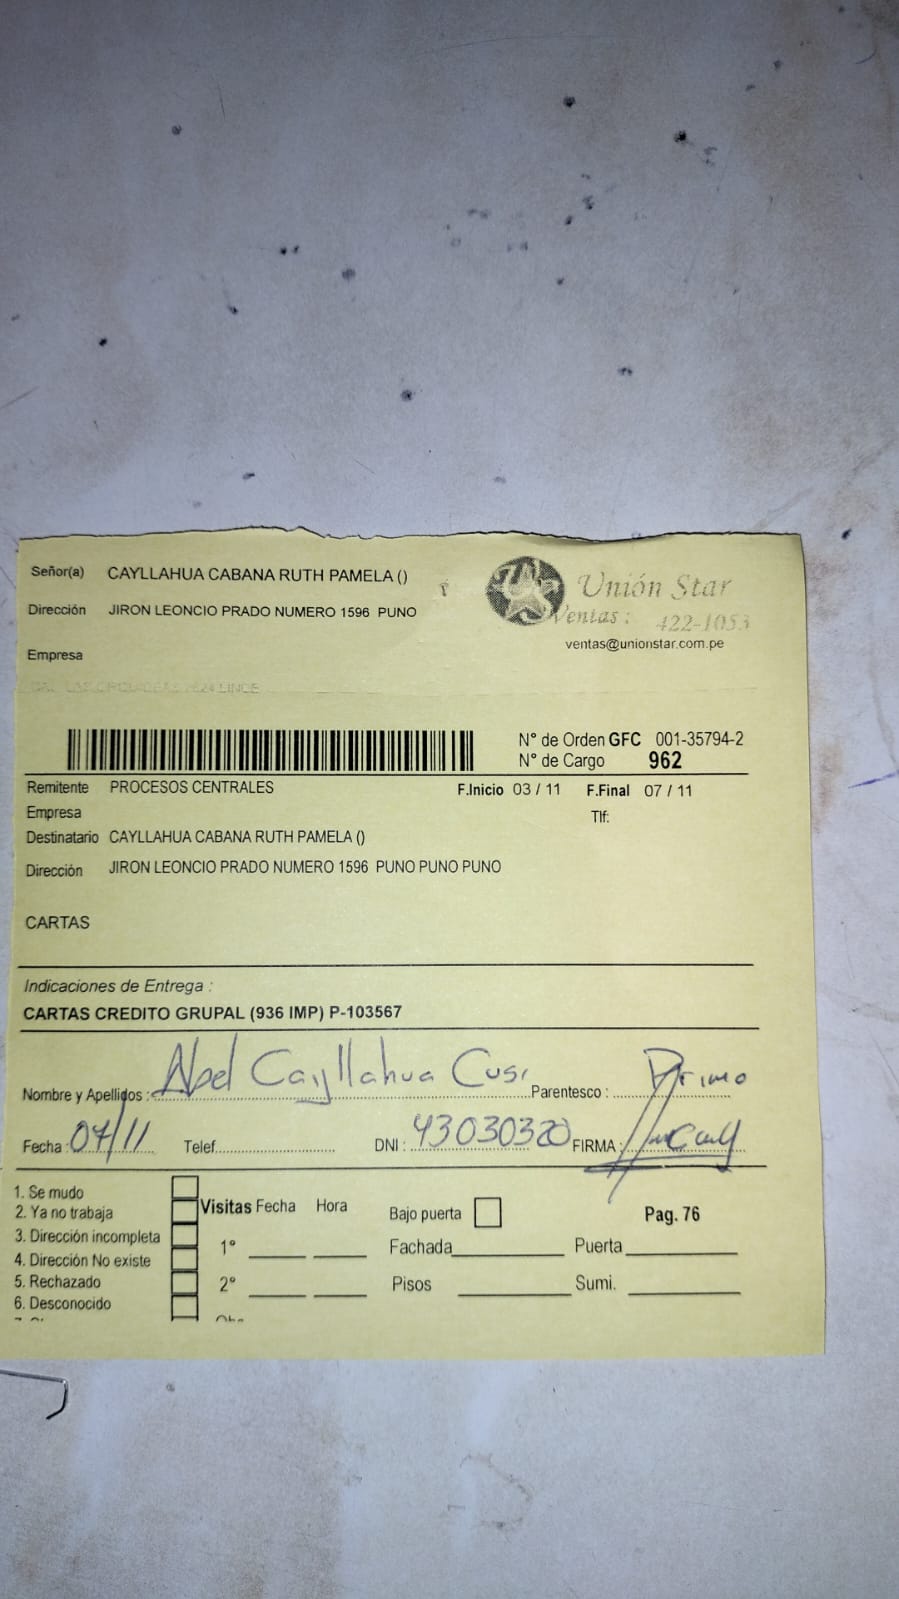 Señor(a) CAYLLAHUA CABANA RUTH PAMELA ()
Dirección JIRON LEONCIO PRADO NUMERO 1596 PUNO
Empresa
Unión Star
Ventas : 422-1053
ventas@unionstar.com.pe
N° de Orden GFC 001-35794-2
N° de Cargo 962
Remitente PROCESOS CENTRALES F.Inicio 03 / 11 F.Final 07 / 11
Empresa Tlf:
Destinatario CAYLLAHUA CABANA RUTH PAMELA ()
Dirección JIRON LEONCIO PRADO NUMERO 1596 PUNO PUNO PUNO
CARTAS
Indicaciones de Entrega :
CARTAS CREDITO GRUPAL (936 IMP) P-103567
Nombre y Apellidos : Abel Cayllahua Cusi Parentesco : Primo
Fecha : 07/11 Telef. DNI : 43030320 FIRMA :
1. Se mudo
2. Ya no trabaja
3. Dirección incompleta
4. Dirección No existe
5. Rechazado
6. Desconocido
Visitas Fecha Hora
1°
2°
Bajo puerta
Fachada
Pisos
Pag. 76
Puerta
Sumi.